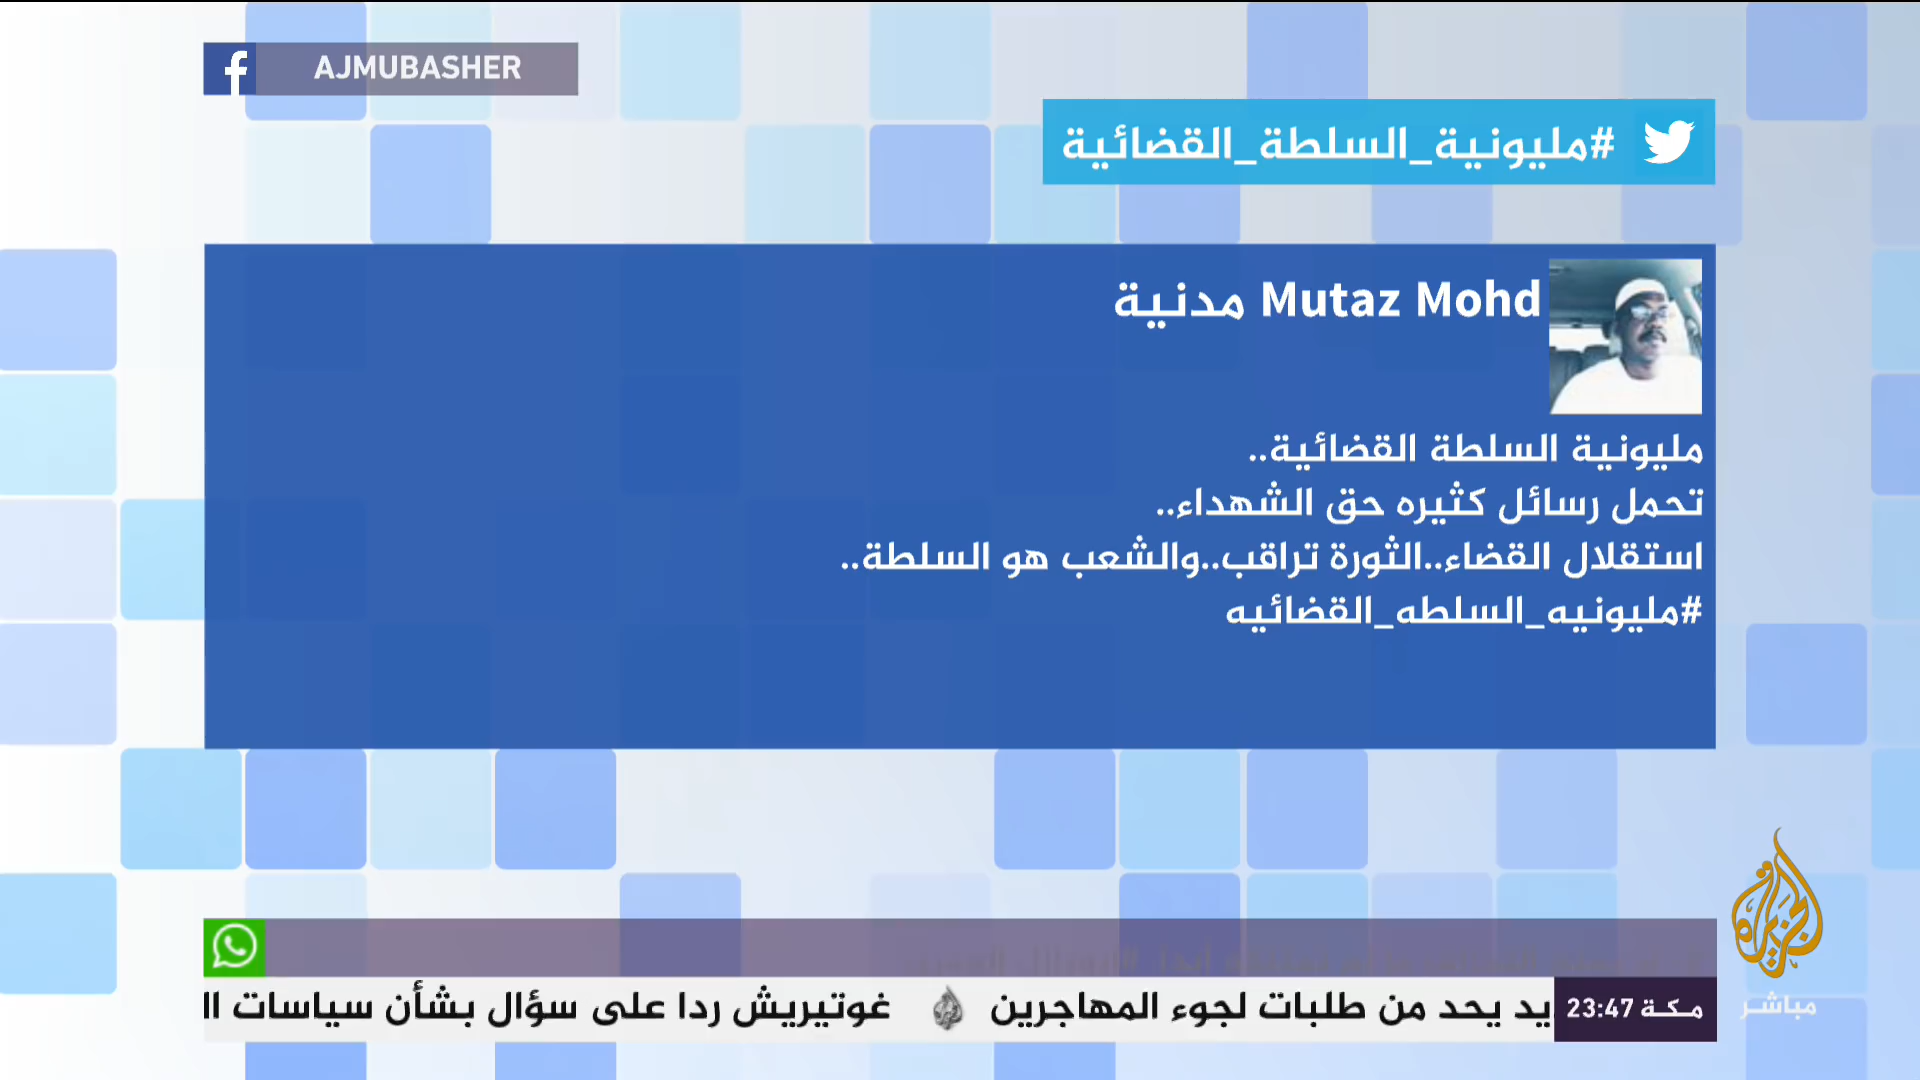 AJMUBASHER
#مليونية_السلطة_القضائية
Mutaz Mohd مدنية
مليونية السلطة القضائية..
تحمل رسائل كثيره حق الشهداء..
استقلال القضاء..الثورة تراقب..والشعب هو السلطة..
#مليونيه_السلطه_القضائيه
الجزيرة
مباشر
مكة 23:47
يد يحد من طلبات لجوء المهاجرين
غوتيريش ردا على سؤال بشأن سياسات ال